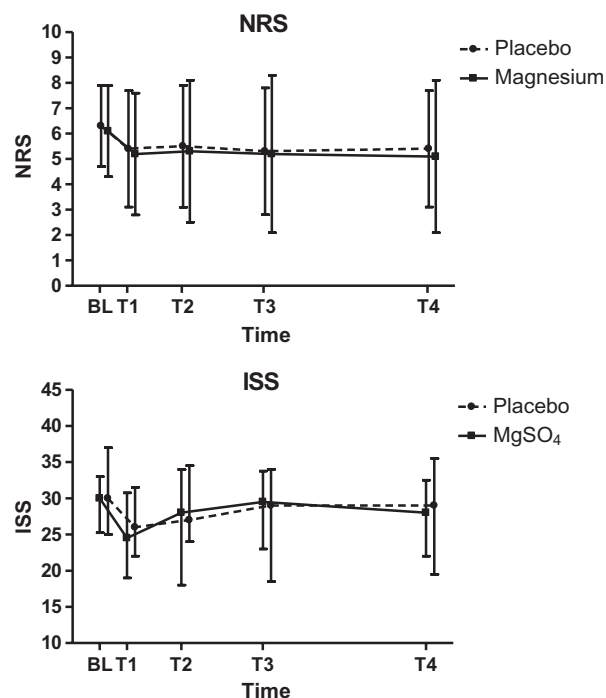 NRS
Placebo
Magnesium
10
9
8
7
6
5
4
3
2
1
0
NRS
BL T1 T2 T3 T4
Time
ISS
Placebo
MgSO₄
45
40
35
30
25
20
15
10
ISS
BL T1 T2 T3 T4
Time